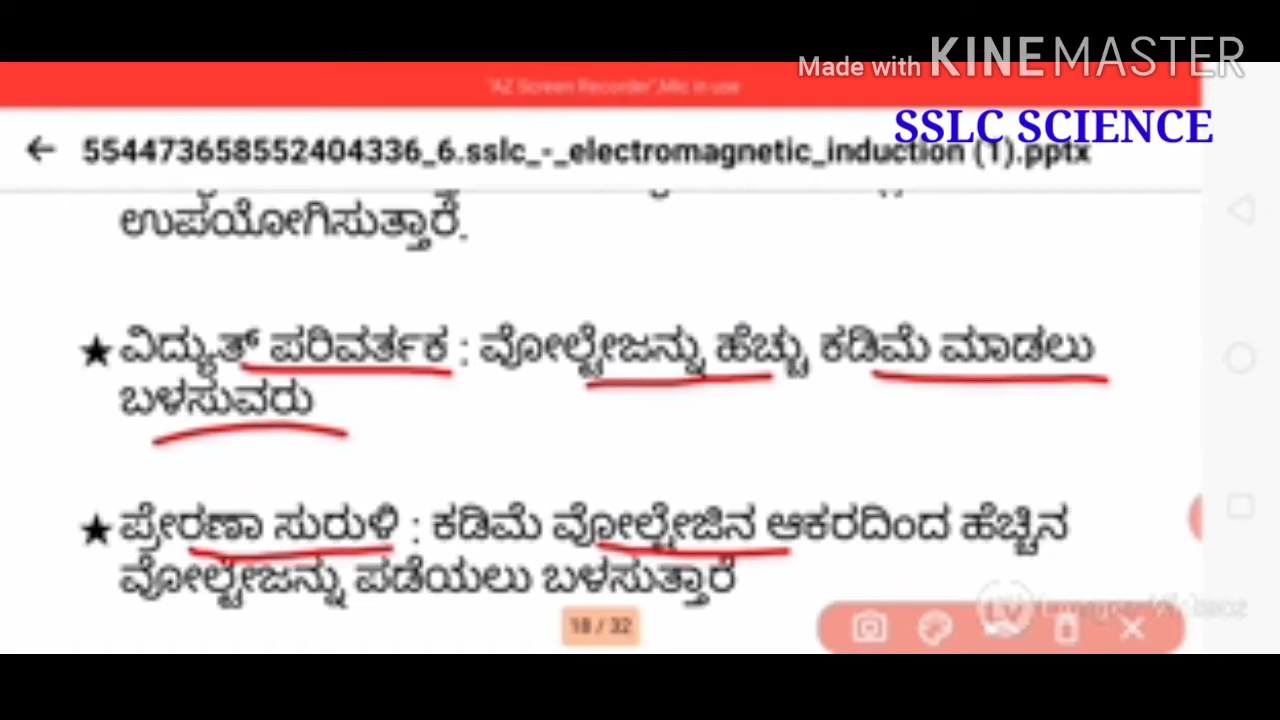 Made with KINEMASTER
"AZ Screen Recorder",Mic in use
SSLC SCIENCE
554473658552404336_6.sslc_-_electromagnetic_induction (1).pptx
ಉಪಯೋಗಿಸುತ್ತಾರೆ.
★ ವಿದ್ಯುತ್ ಪರಿವರ್ತಕ : ವೋಲ್ಟೇಜನ್ನು ಹೆಚ್ಚು ಕಡಿಮೆ ಮಾಡಲು
ಬಳಸುವರು
★ ಪ್ರೇರಣಾ ಸುರುಳಿ : ಕಡಿಮೆ ವೋಲ್ಟೇಜಿನ ಆಕರದಿಂದ ಹೆಚ್ಚಿನ
ವೋಲ್ಟೇಜನ್ನು ಪಡೆಯಲು ಬಳಸುತ್ತಾರೆ
18 / 32